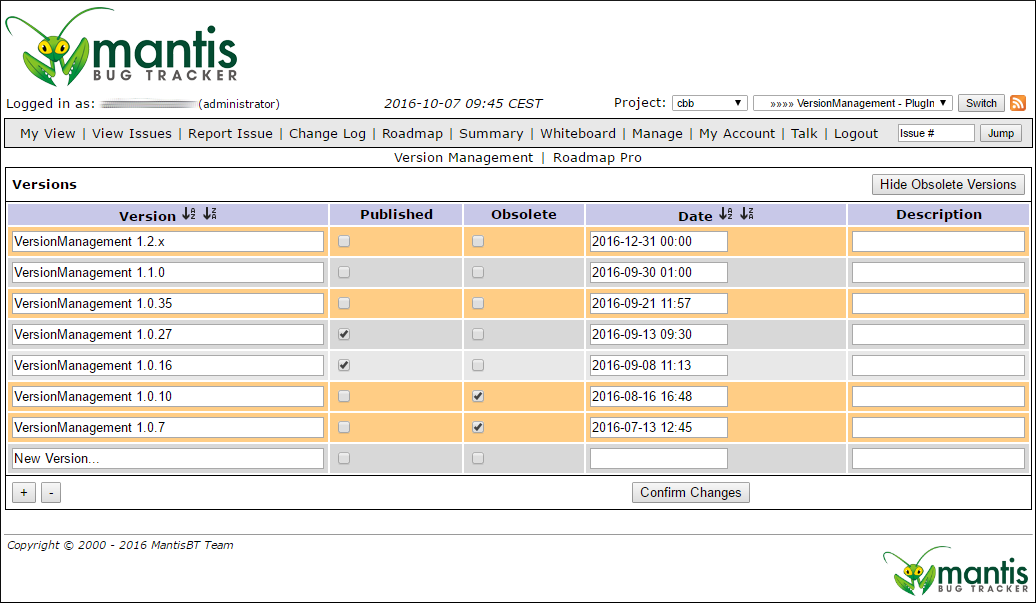 mantis
BUG TRACKER
Logged in as: (administrator) 2016-10-07 09:45 CEST Project: cbb »»»» VersionManagement - PlugIn Switch
My View | View Issues | Report Issue | Change Log | Roadmap | Summary | Whiteboard | Manage | My Account | Talk | Logout Issue # Jump
Version Management | Roadmap Pro
Versions Hide Obsolete Versions
Version Published Obsolete Date Description
VersionManagement 1.2.x 2016-12-31 00:00
VersionManagement 1.1.0 2016-09-30 01:00
VersionManagement 1.0.35 2016-09-21 11:57
VersionManagement 1.0.27 2016-09-13 09:30
VersionManagement 1.0.16 2016-09-08 11:13
VersionManagement 1.0.10 2016-08-16 16:48
VersionManagement 1.0.7 2016-07-13 12:45
New Version...
+ - Confirm Changes
Copyright © 2000 - 2016 MantisBT Team
mantis
BUG TRACKER